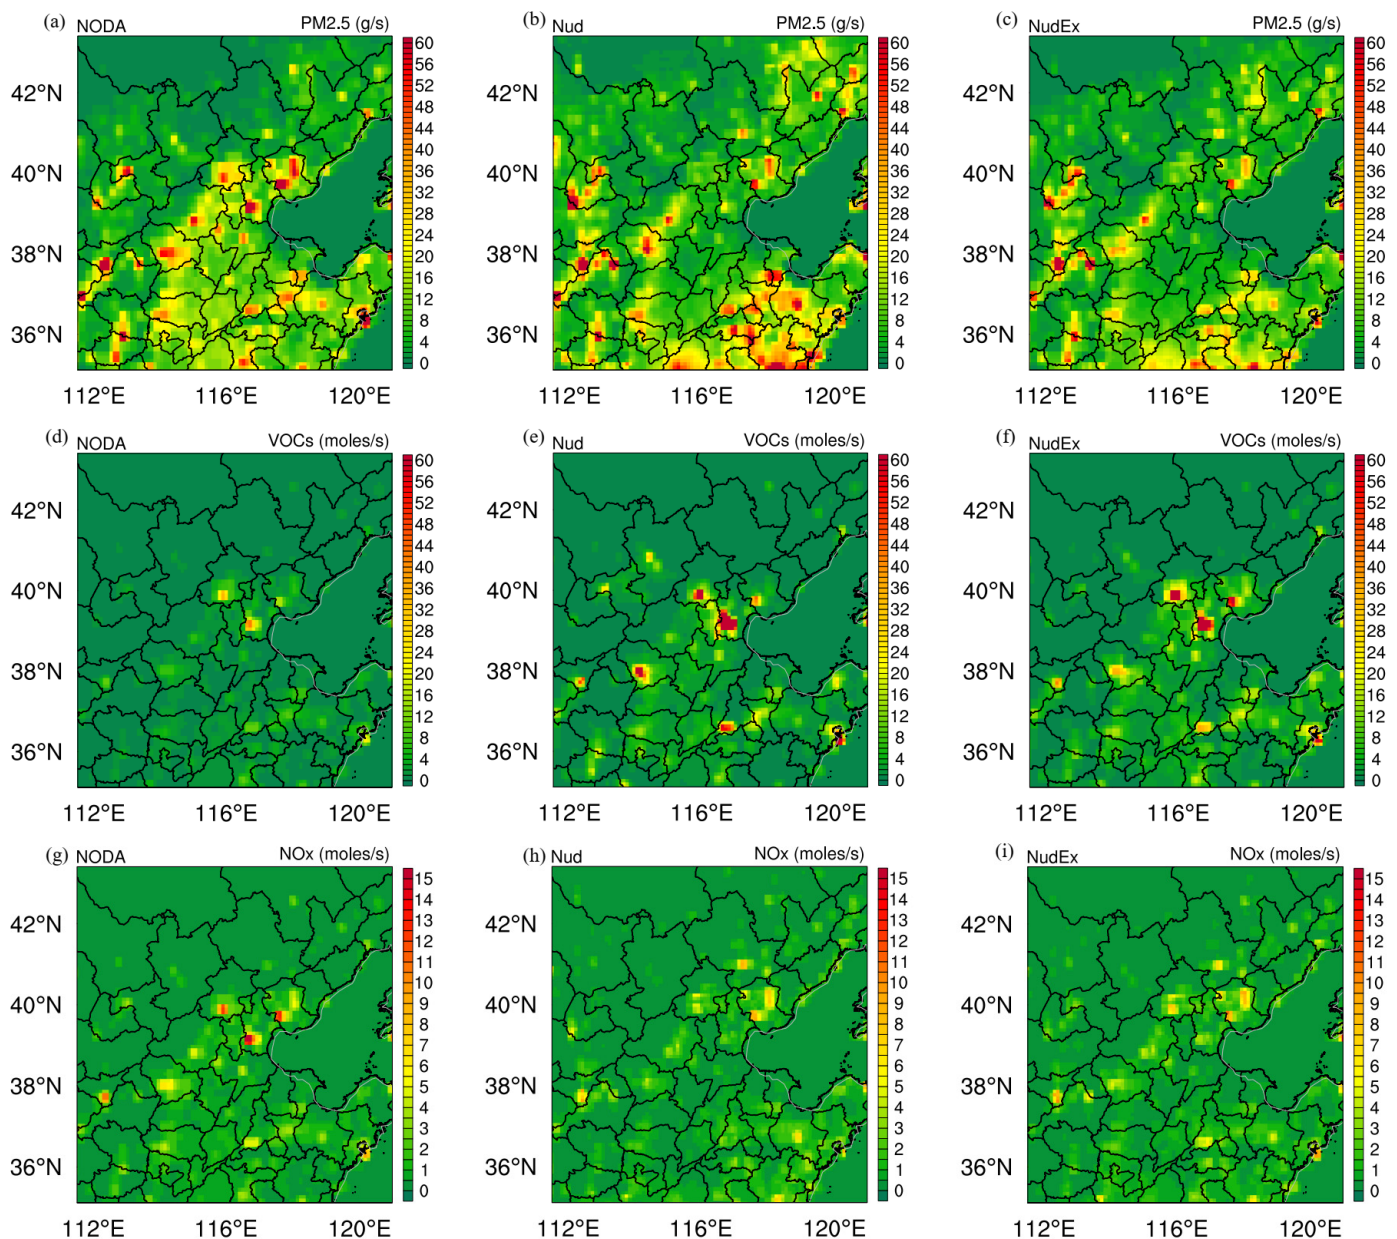 (a) NODA PM2.5 (g/s)
(b) Nud PM2.5 (g/s)
(c) NudEx PM2.5 (g/s)
42°N
40°N
38°N
36°N
112°E 116°E 120°E
60
56
52
48
44
40
36
32
28
24
20
16
12
8
4
0
112°E 116°E 120°E
42°N
40°N
38°N
36°N
60
56
52
48
44
40
36
32
28
24
20
16
12
8
4
0
42°N
40°N
38°N
36°N
112°E 116°E 120°E
60
56
52
48
44
40
36
32
28
24
20
16
12
8
4
0
(d) NODA VOCs (moles/s)
(e) Nud VOCs (moles/s)
(f) NudEx VOCs (moles/s)
42°N
40°N
38°N
36°N
112°E 116°E 120°E
60
56
52
48
44
40
36
32
28
24
20
16
12
8
4
0
42°N
40°N
38°N
36°N
112°E 116°E 120°E
60
56
52
48
44
40
36
32
28
24
20
16
12
8
4
0
42°N
40°N
38°N
36°N
112°E 116°E 120°E
60
56
52
48
44
40
36
32
28
24
20
16
12
8
4
0
(g) NODA NOx (moles/s)
(h) Nud NOx (moles/s)
(i) NudEx NOx (moles/s)
42°N
40°N
38°N
36°N
112°E 116°E 120°E
15
14
13
12
11
10
9
8
7
6
5
4
3
2
1
0
42°N
40°N
38°N
36°N
112°E 116°E 120°E
15
14
13
12
11
10
9
8
7
6
5
4
3
2
1
0
42°N
40°N
38°N
36°N
112°E 116°E 120°E
15
14
13
12
11
10
9
8
7
6
5
4
3
2
1
0